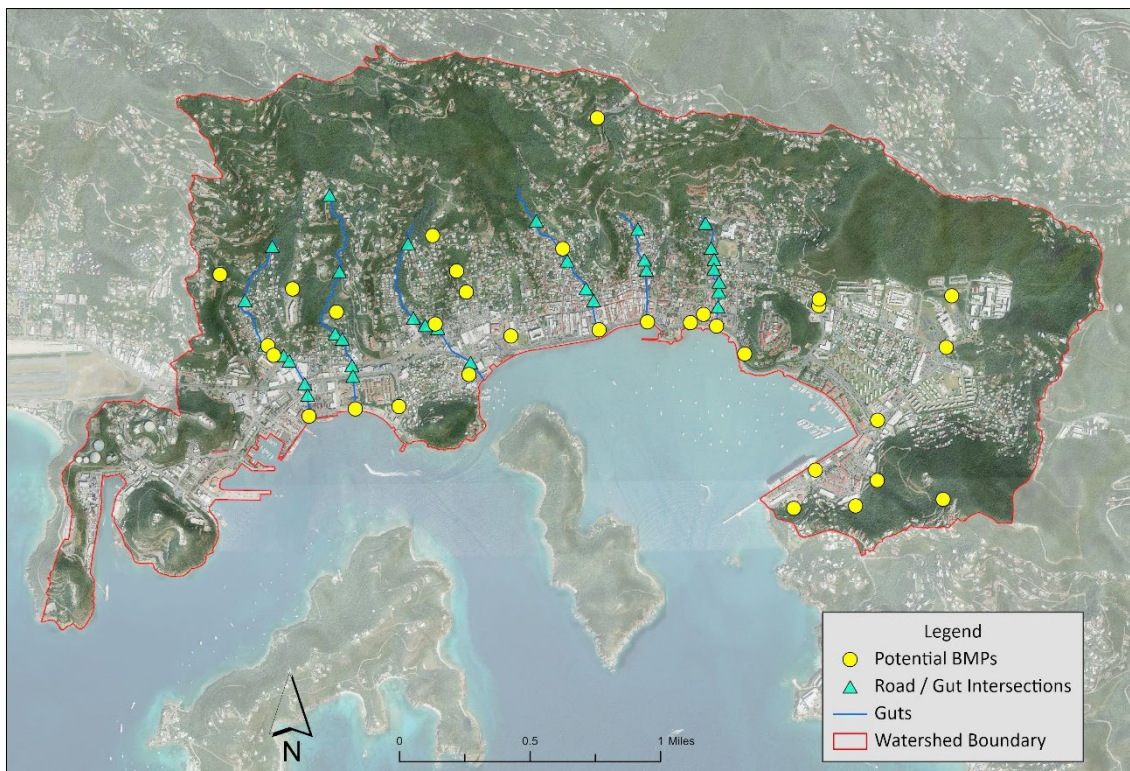 Legend
Potential BMPs
Road / Gut Intersections
Guts
Watershed Boundary
N
0 0.5 1 Miles